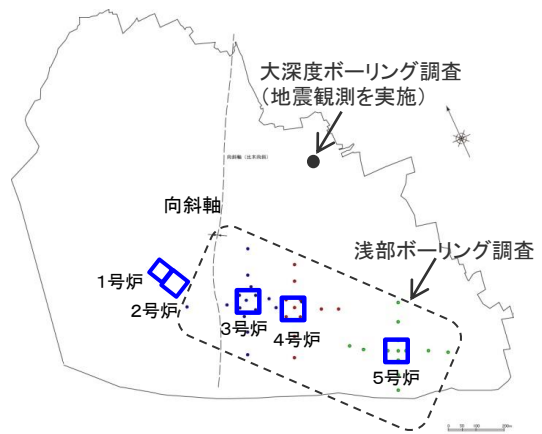 大深度ボーリング調査
(地震観測を実施)
向斜軸
浅部ボーリング調査
1号炉
2号炉
3号炉
4号炉
5号炉